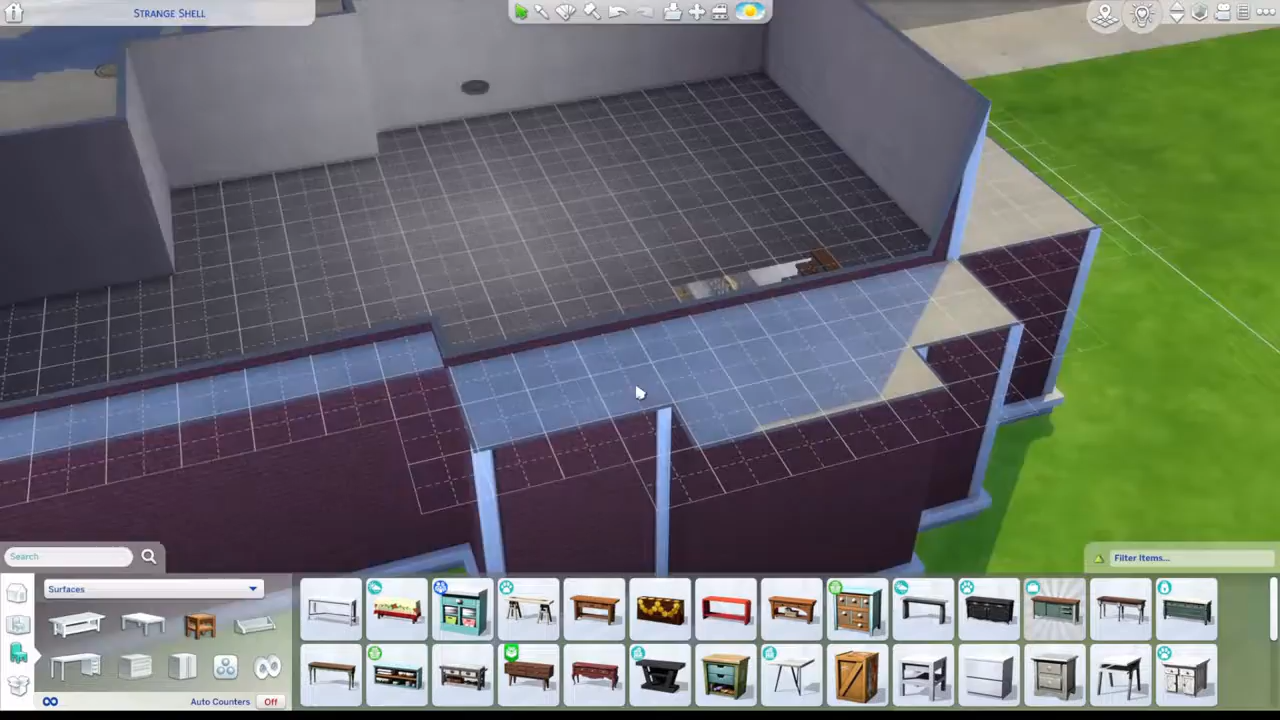 STRANGE SHELL
Search
Filter Items...
Surfaces
Auto Counters
Off